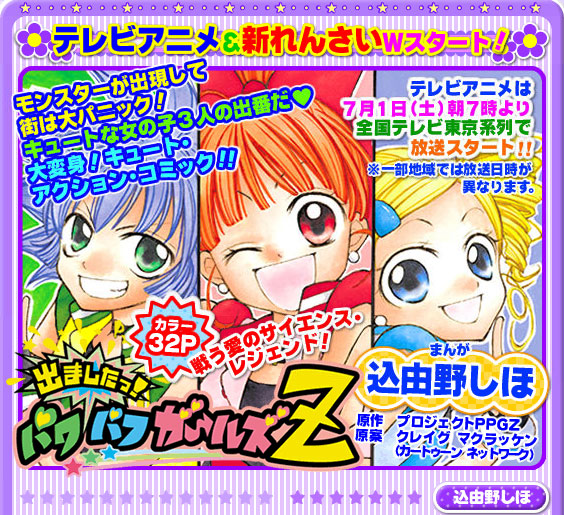 テレビアニメ&新れんさいWスタート!
モンスターが出現して
街は大パニック!
キュートな女の子3人の出番だ♥
大変身!キュート・
アクション・コミック!!
テレビアニメは
7月1日(土)朝7時より
全国テレビ東京系列で
放送スタート!!
※一部地域では放送日時が
異なります。
カラー
32P
戦う愛のサイエンス・
レジェンド!
出ましたっ!
パワパフガールズZ
まんが
込由野しほ
原作 プロジェクトPPGZ
原案 クレイグ マクラッケン
(カートゥーン ネットワーク)
込由野しほ